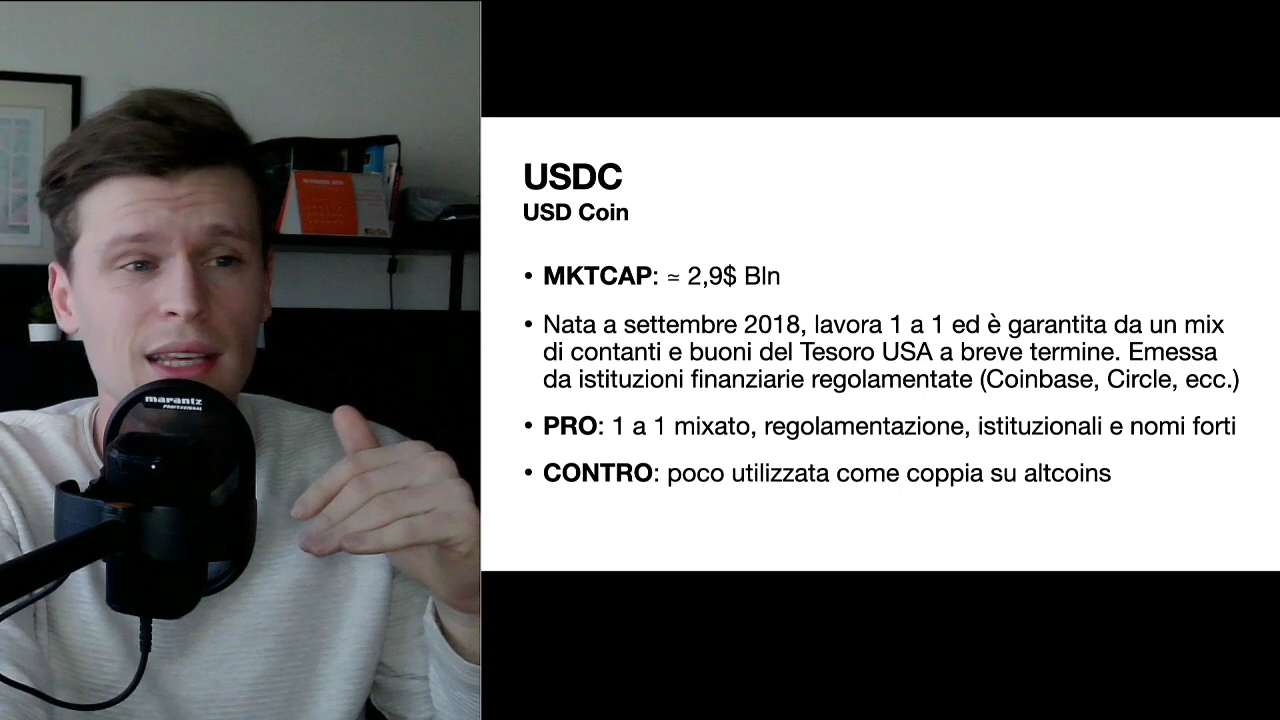 marantz
PROFESSIONAL
USDC
USD Coin
• MKTCAP: ≃ 2,9$ Bln
• Nata a settembre 2018, lavora 1 a 1 ed è garantita da un mix
di contanti e buoni del Tesoro USA a breve termine. Emessa
da istituzioni finanziarie regolamentate (Coinbase, Circle, ecc.)
• PRO: 1 a 1 mixato, regolamentazione, istituzionali e nomi forti
• CONTRO: poco utilizzata come coppia su altcoins